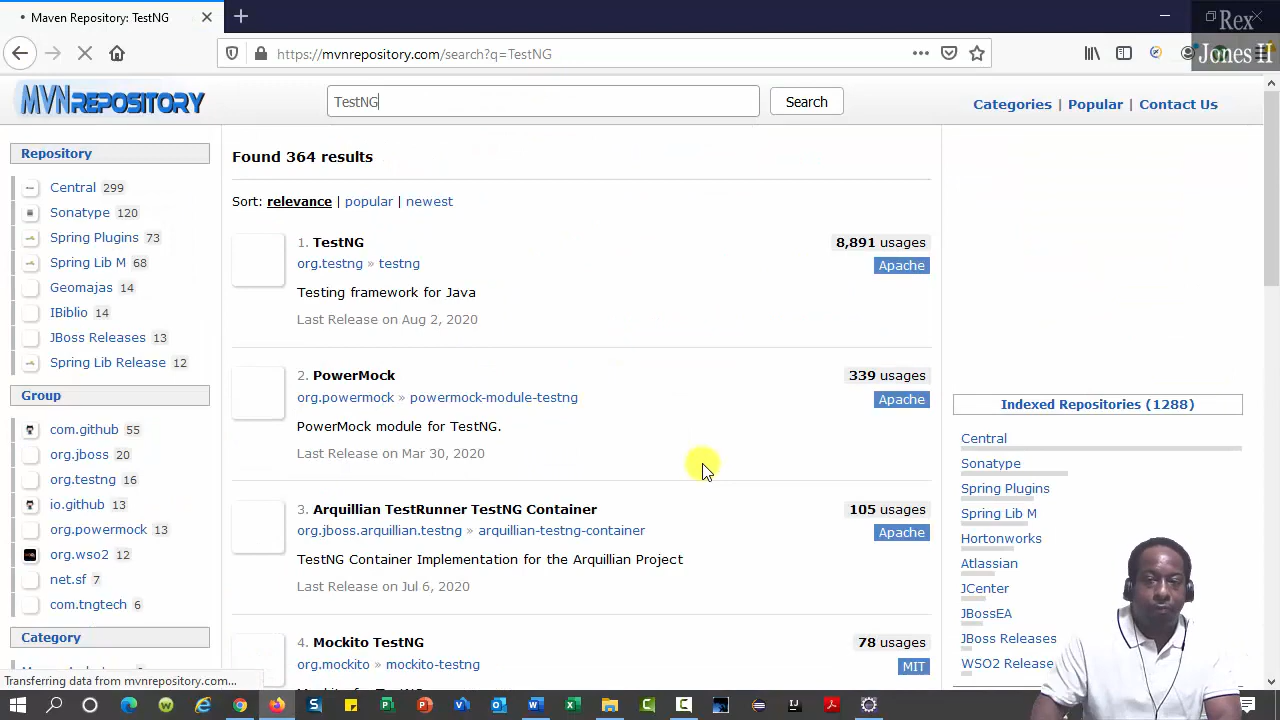 Maven Repository: TestNG
Rex
Jones II
https://mvnrepository.com/search?q=TestNG
MVNREPOSITORY
TestNG
Search
Categories | Popular | Contact Us
Repository
Central 299
Sonatype 120
Spring Plugins 73
Spring Lib M 68
Geomajas 14
IBiblio 14
JBoss Releases 13
Spring Lib Release 12
Group
com.github 55
org.jboss 20
org.testng 16
io.github 13
org.powermock 13
org.wso2 12
net.sf 7
com.tngtech 6
Category
Found 364 results
Sort: relevance | popular | newest
1. TestNG
8,891 usages
org.testng » testng
Apache
Testing framework for Java
Last Release on Aug 2, 2020
2. PowerMock
339 usages
org.powermock » powermock-module-testng
Apache
PowerMock module for TestNG.
Last Release on Mar 30, 2020
3. Arquillian TestRunner TestNG Container
105 usages
org.jboss.arquillian.testng » arquillian-testng-container
Apache
TestNG Container Implementation for the Arquillian Project
Last Release on Jul 6, 2020
4. Mockito TestNG
78 usages
org.mockito » mockito-testng
MIT
Indexed Repositories (1288)
Central
Sonatype
Spring Plugins
Spring Lib M
Hortonworks
Atlassian
JCenter
JBossEA
JBoss Releases
WSO2 Release
Transferring data from mvnrepository.com...